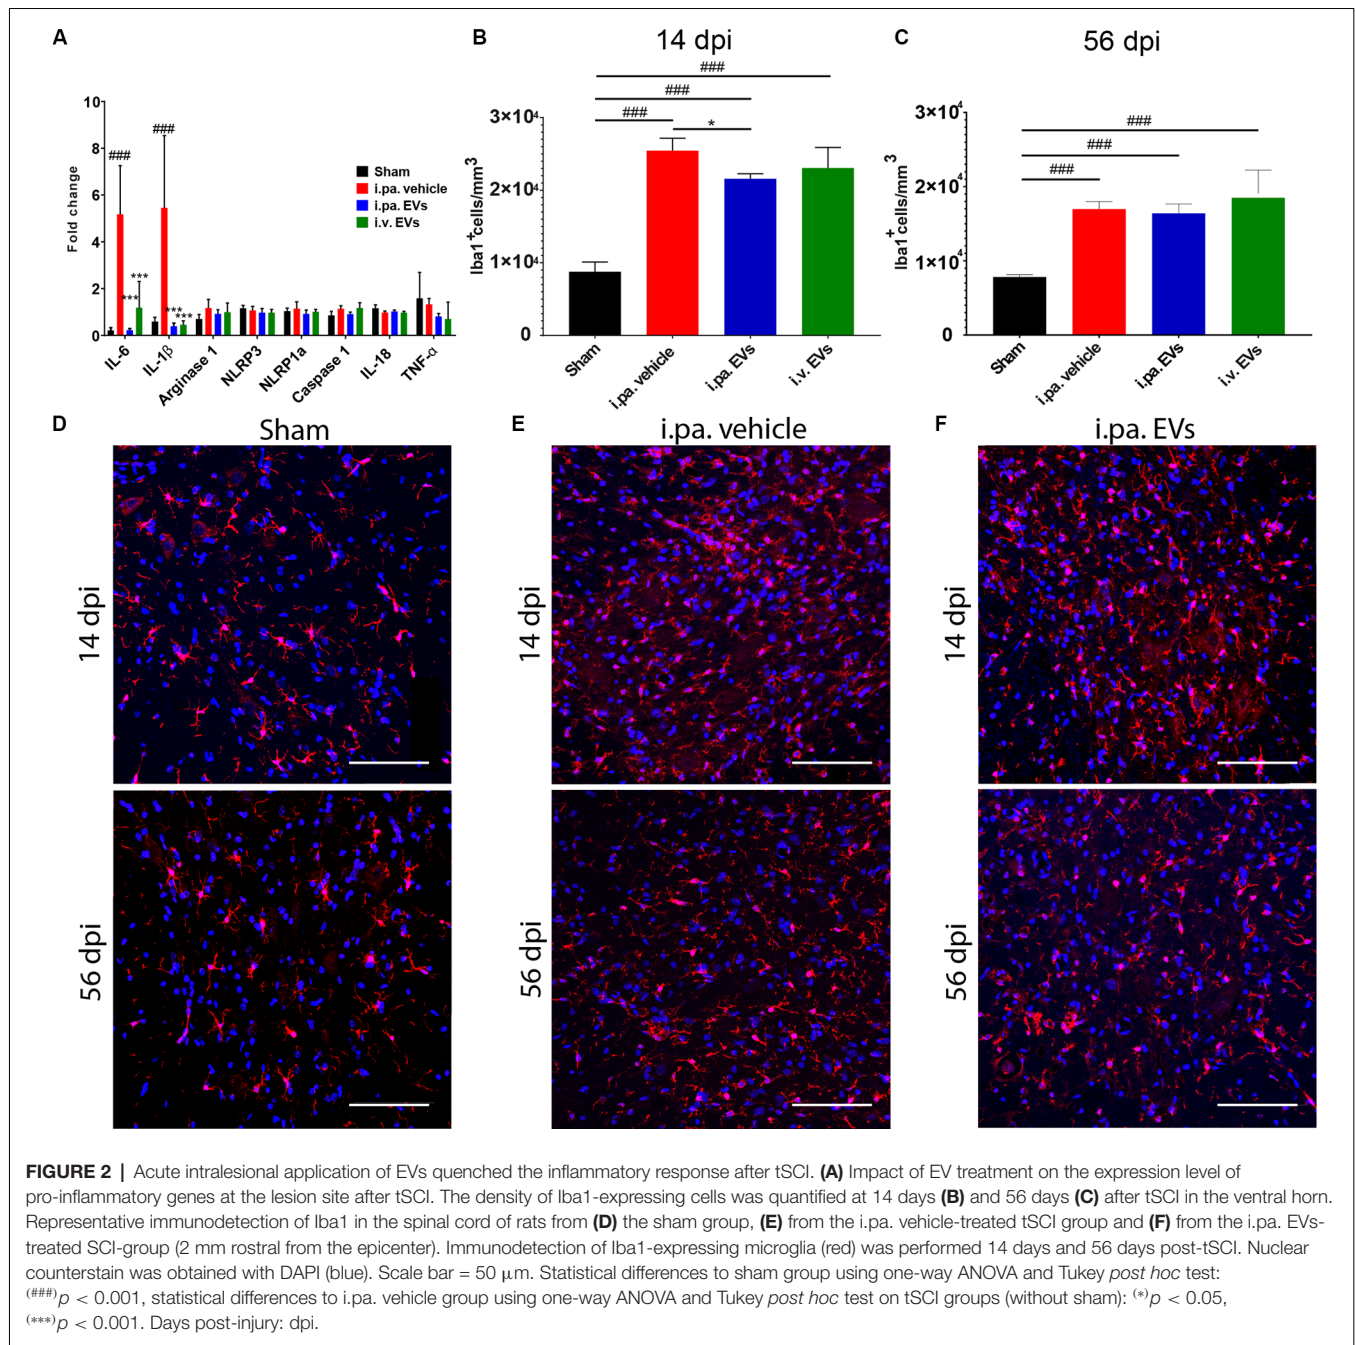 A
Fold change
10
8
6
4
2
0
###
###
***
***
***
***
Sham
i.pa. vehicle
i.pa. EVs
i.v. EVs
IL-6
IL-1β
Arginase 1
NLRP3
NLRP1a
Caspase 1
IL-18
TNF-α
B
14 dpi
Iba1+cells/mm3
3×10⁴
2×10⁴
1×10⁴
0
###
###
###
*
Sham
i.pa. vehicle
i.pa. EVs
i.v. EVs
C
56 dpi
Iba1+cells/mm3
3×10⁴
2×10⁴
1×10⁴
0
###
###
###
Sham
i.pa. vehicle
i.pa. EVs
i.v. EVs
D
Sham
14 dpi
56 dpi
E
i.pa. vehicle
14 dpi
56 dpi
F
i.pa. EVs
14 dpi
56 dpi
FIGURE 2 | Acute intralesional application of EVs quenched the inflammatory response after tSCI. (A) Impact of EV treatment on the expression level of
pro-inflammatory genes at the lesion site after tSCI. The density of Iba1-expressing cells was quantified at 14 days (B) and 56 days (C) after tSCI in the ventral horn.
Representative immunodetection of Iba1 in the spinal cord of rats from (D) the sham group, (E) from the i.pa. vehicle-treated tSCI group and (F) from the i.pa. EVs-
treated SCI-group (2 mm rostral from the epicenter). Immunodetection of Iba1-expressing microglia (red) was performed 14 days and 56 days post-tSCI. Nuclear
counterstain was obtained with DAPI (blue). Scale bar = 50 μm. Statistical differences to sham group using one-way ANOVA and Tukey post hoc test:
(###)p < 0.001, statistical differences to i.pa. vehicle group using one-way ANOVA and Tukey post hoc test on tSCI groups (without sham): (*)p < 0.05,
(***)p < 0.001. Days post-injury: dpi.